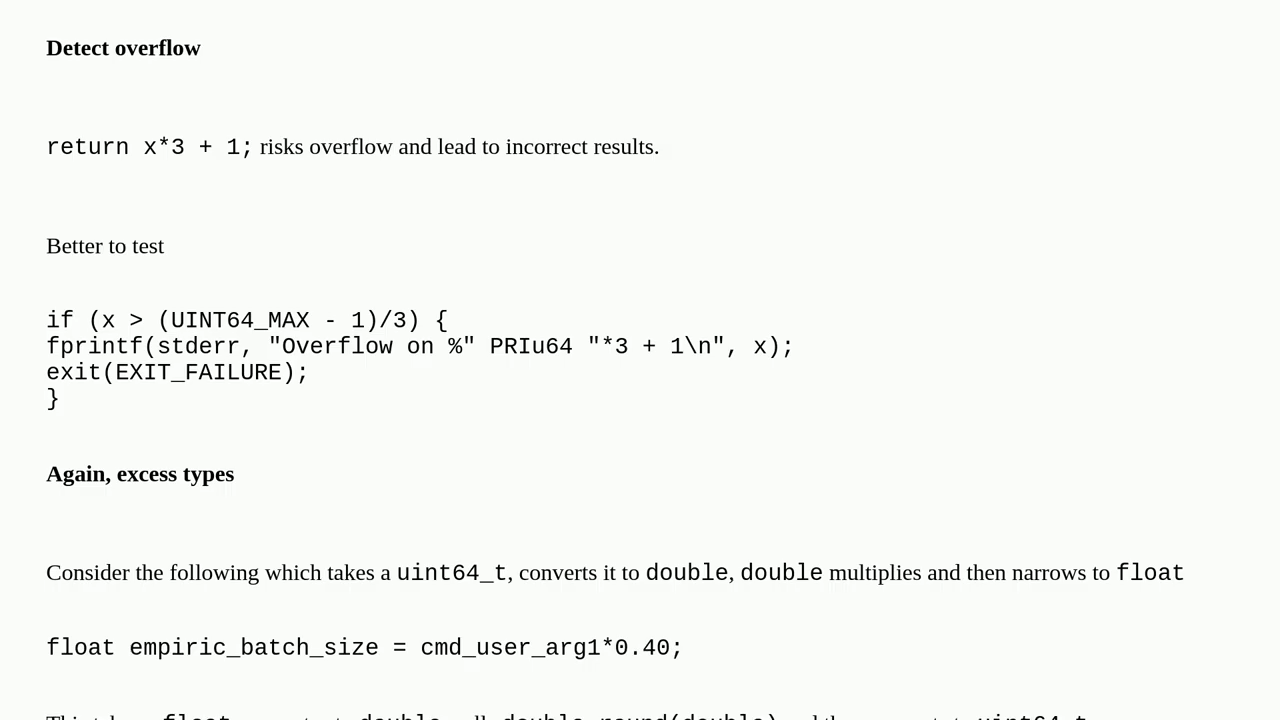 Detect overflow
return x*3 + 1; risks overflow and lead to incorrect results.
Better to test
if (x > (UINT64_MAX - 1)/3) {
fprintf(stderr, "Overflow on %" PRIu64 "*3 + 1\n", x);
exit(EXIT_FAILURE);
}
Again, excess types
Consider the following which takes a uint64_t, converts it to double, double multiplies and then narrows to float
float empiric_batch_size = cmd_user_arg1*0.40;